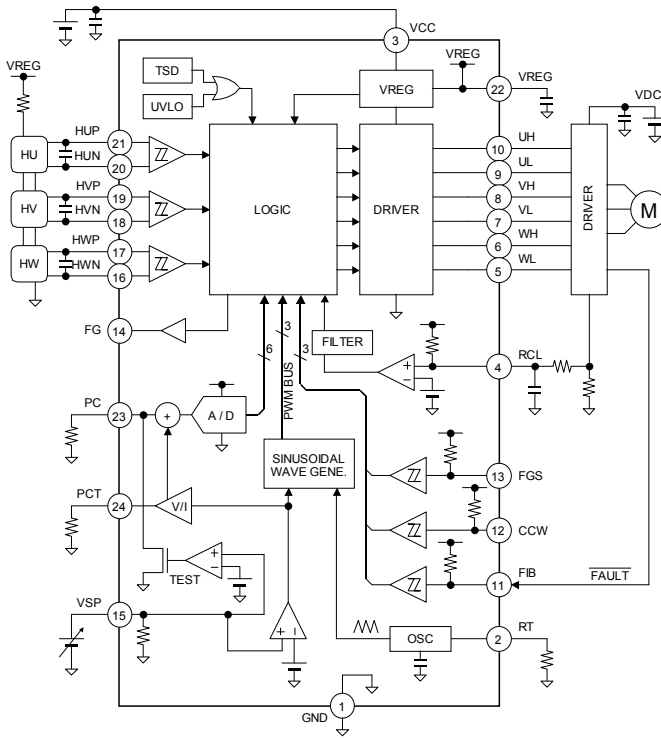 VCC
3
VREG
TSD
UVLO
VREG
22
VREG
VDC
HU
HUP
21
HUN
20
UH
10
UL
9
HV
HVP
19
HVN
18
LOGIC
DRIVER
VH
8
VL
7
DRIVER
M
HW
HWP
17
HWN
16
WH
6
WL
5
FG
14
6
3
3
FILTER
+
−
4
RCL
PC
23
+
A / D
PWM BUS
SINUSOIDAL
WAVE GENE.
13
FGS
PCT
24
V/I
12
CCW
TEST
+
−
11
FIB
FAULT
VSP
15
+
−
OSC
2
RT
1
GND